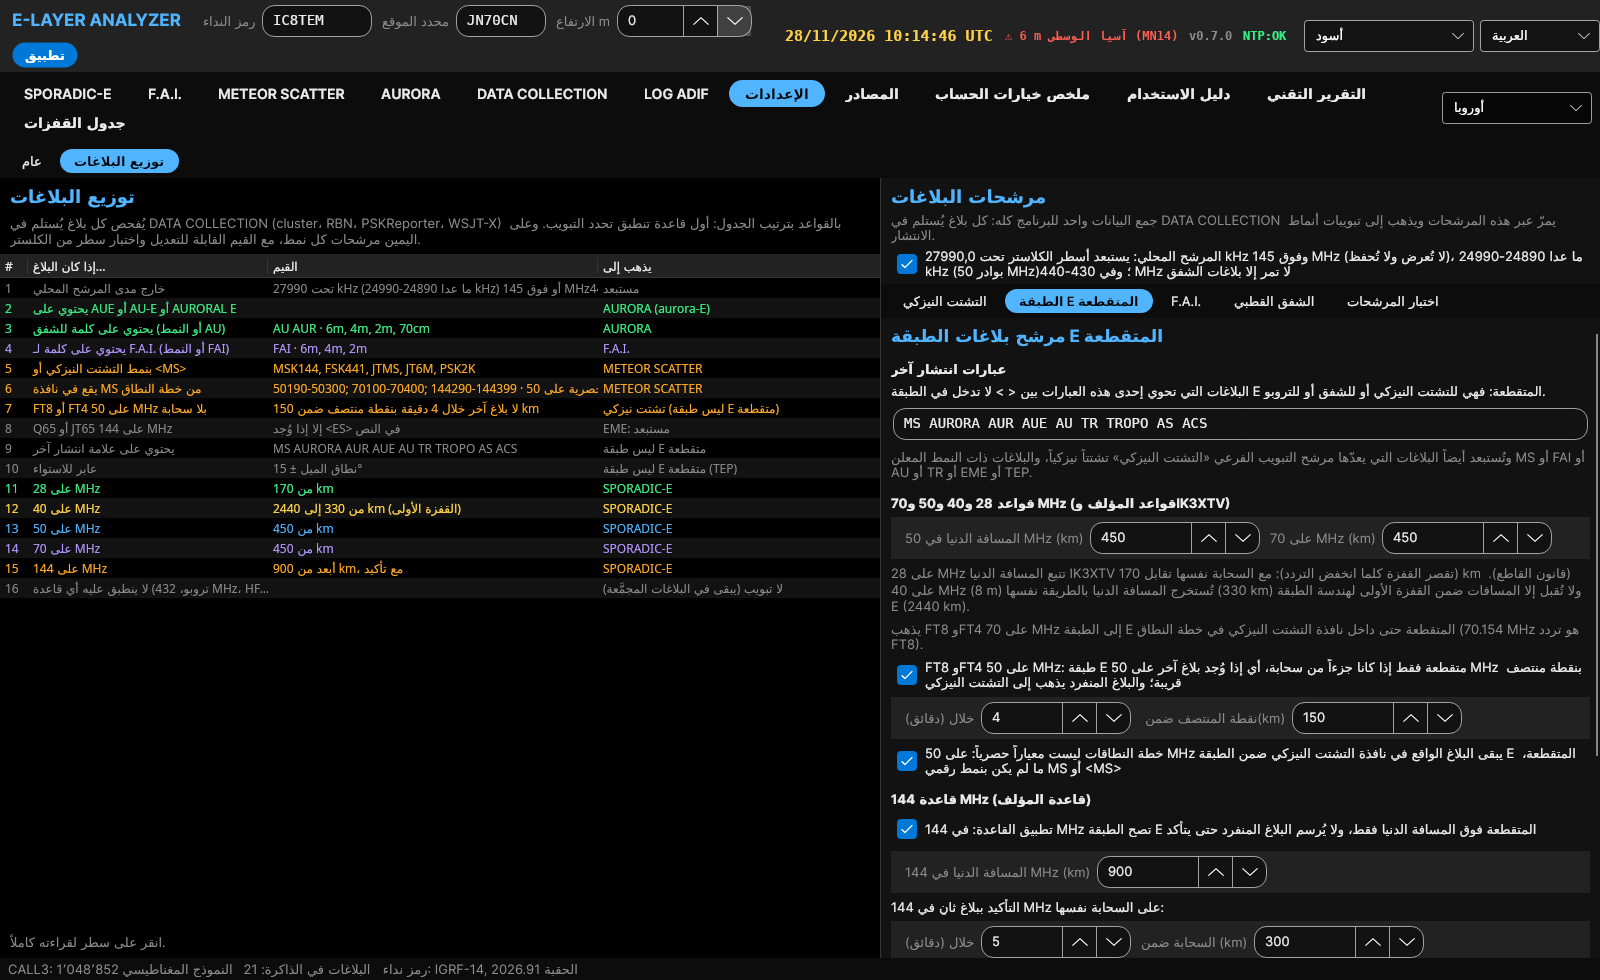 E-LAYER ANALYZER رمز النداء IC8TEM محدد الموقع JN70CN الارتفاع m 0
28/11/2026 10:14:46 UTC ⚠ 6 m آسيا الوسطى (MN14) v0.7.0 NTP:OK أسود العربية
تطبيق
SPORADIC-E F.A.I. METEOR SCATTER AURORA DATA COLLECTION LOG ADIF الإعدادات المصادر ملخص خيارات الحساب دليل الاستخدام التقرير التقني
جدول القفزات
أوروبا
عام توزيع البلاغات
توزيع البلاغات
يُفحص كل بلاغ يُستلم في DATA COLLECTION (cluster، RBN، PSKReporter، WSJT-X) بالقواعد بترتيب الجدول: أول قاعدة تنطبق تحدد التبويب. وعلى
اليمين مرشحات كل نمط، مع القيم القابلة للتعديل واختبار سطر من الكلستر.
# إذا كان البلاغ... القيم يذهب إلى
1 خارج مدى المرشح المحلي تحت 27990 kHz (ما عدا 24890-24990 kHz) أو فوق 145 MHz مستبعد
2 يحتوي على AUE أو AU-E أو AURORAL E AURORA (aurora-E)
3 يحتوي على كلمة للشفق (أو النمط AU) AU AUR · 6m, 4m, 2m, 70cm AURORA
4 يحتوي على كلمة لـ F.A.I. (أو النمط FAI) FAI · 6m, 4m, 2m F.A.I.
5 بنمط التشتت النيزكي أو <MS> MSK144, FSK441, JTMS, JT6M, PSK2K METEOR SCATTER
6 يقع في نافذة MS من خطة النطاق 50190-50300; 70100-70400; 144290-144399 · حصرية على 50 METEOR SCATTER
7 FT8 أو FT4 على 50 MHz بلا سحابة لا بلاغ آخر خلال 4 دقيقة بنقطة منتصف ضمن 150 km تشتت نيزكي (ليس طبقة E متقطعة)
8 Q65 أو JT65 على 144 MHz إلا إذا وُجد <ES> في النص EME: مستبعد
9 يحتوي على علامة انتشار آخر MS AURORA AUR AUE AU TR TROPO AS ACS ليس طبقة E متقطعة
10 عابر للاستواء نطاق الميل ± 15° ليس طبقة E متقطعة (TEP)
11 على 28 MHz من 170 km SPORADIC-E
12 على 40 MHz من 330 إلى 2440 km (القفزة الأولى) SPORADIC-E
13 على 50 MHz من 450 km SPORADIC-E
14 على 70 MHz من 450 km SPORADIC-E
15 على 144 MHz أبعد من 900 km، مع تأكيد SPORADIC-E
16 لا ينطبق عليه أي قاعدة (تروبو، 432 MHz، HF... لا تبويب (يبقى في البلاغات المجمَّعة)
انقر على سطر لقراءته كاملاً.
مرشحات البلاغات
جمع البيانات واحد للبرنامج كله: كل بلاغ يُستلم في DATA COLLECTION يمرّ عبر هذه المرشحات ويذهب إلى تبويبات أنماط
الانتشار.
المرشح المحلي: يستبعد أسطر الكلاستر تحت 27990,0 kHz وفوق 145 MHz (لا تُعرض ولا تُحفظ)، ما عدا 24890-24990
kHz (بوادر 50 MHz)؛ وفي 430-440 MHz لا تمر إلا بلاغات الشفق
التشتت النيزكي الطبقة E المتقطعة F.A.I. الشفق القطبي اختبار المرشحات
مرشح بلاغات الطبقة E المتقطعة
عبارات انتشار آخر
البلاغات التي تحوي إحدى هذه العبارات بين < > لا تدخل في الطبقة E المتقطعة: فهي للتشتت النيزكي أو للشفق أو للتروبو.
MS AURORA AUR AUE AU TR TROPO AS ACS
وتُستبعد أيضاً البلاغات التي يعدّها مرشح التبويب الفرعي «التشتت النيزكي» تشتتاً نيزكياً، والبلاغات ذات النمط المعلن MS أو FAI أو
AU أو TR أو EME أو TEP.
قواعد 28 و40 و50 و70 MHz (قواعد المؤلف وIK3XTV)
المسافة الدنيا في 50 MHz (km) 450 على 70 MHz (km) 450
على 28 MHz تتبع المسافة الدنيا IK3XTV (تقصر القفزة كلما انخفض التردد): مع السحابة نفسها تقابل 170 km (قانون القاطع).
على 40 MHz (8 m) تُستخرج المسافة الدنيا بالطريقة نفسها (330 km) ولا تُقبل إلا المسافات ضمن القفزة الأولى لهندسة الطبقة
E (2440 km).
يذهب FT8 وFT4 على 70 MHz إلى الطبقة E المتقطعة حتى داخل نافذة التشتت النيزكي في خطة النطاق (70.154 MHz هو تردد
FT8).
FT8 وFT4 على 50 MHz: طبقة E متقطعة فقط إذا كانا جزءاً من سحابة، أي إذا وُجد بلاغ آخر على 50 MHz بنقطة منتصف
قريبة؛ والبلاغ المنفرد يذهب إلى التشتت النيزكي
خلال (دقائق) 4 نقطة المنتصف ضمن (km) 150
خطة النطاقات ليست معياراً حصرياً: على 50 MHz يبقى البلاغ الواقع في نافذة التشتت النيزكي ضمن الطبقة E المتقطعة،
ما لم يكن بنمط رقمي MS أو <MS>
قاعدة 144 MHz (قاعدة المؤلف)
تطبيق القاعدة: في 144 MHz تصح الطبقة E المتقطعة فوق المسافة الدنيا فقط، ولا يُرسم البلاغ المنفرد حتى يتأكد
المسافة الدنيا في 144 MHz (km) 900
التأكيد ببلاغ ثان في 144 MHz على السحابة نفسها:
خلال (دقائق) 5 السحابة ضمن (km) 300
CALL3: 1’048’852 رمز نداء البلاغات في الذاكرة: 21 النموذج المغناطيسي: IGRF-14, الحقبة 2026.91